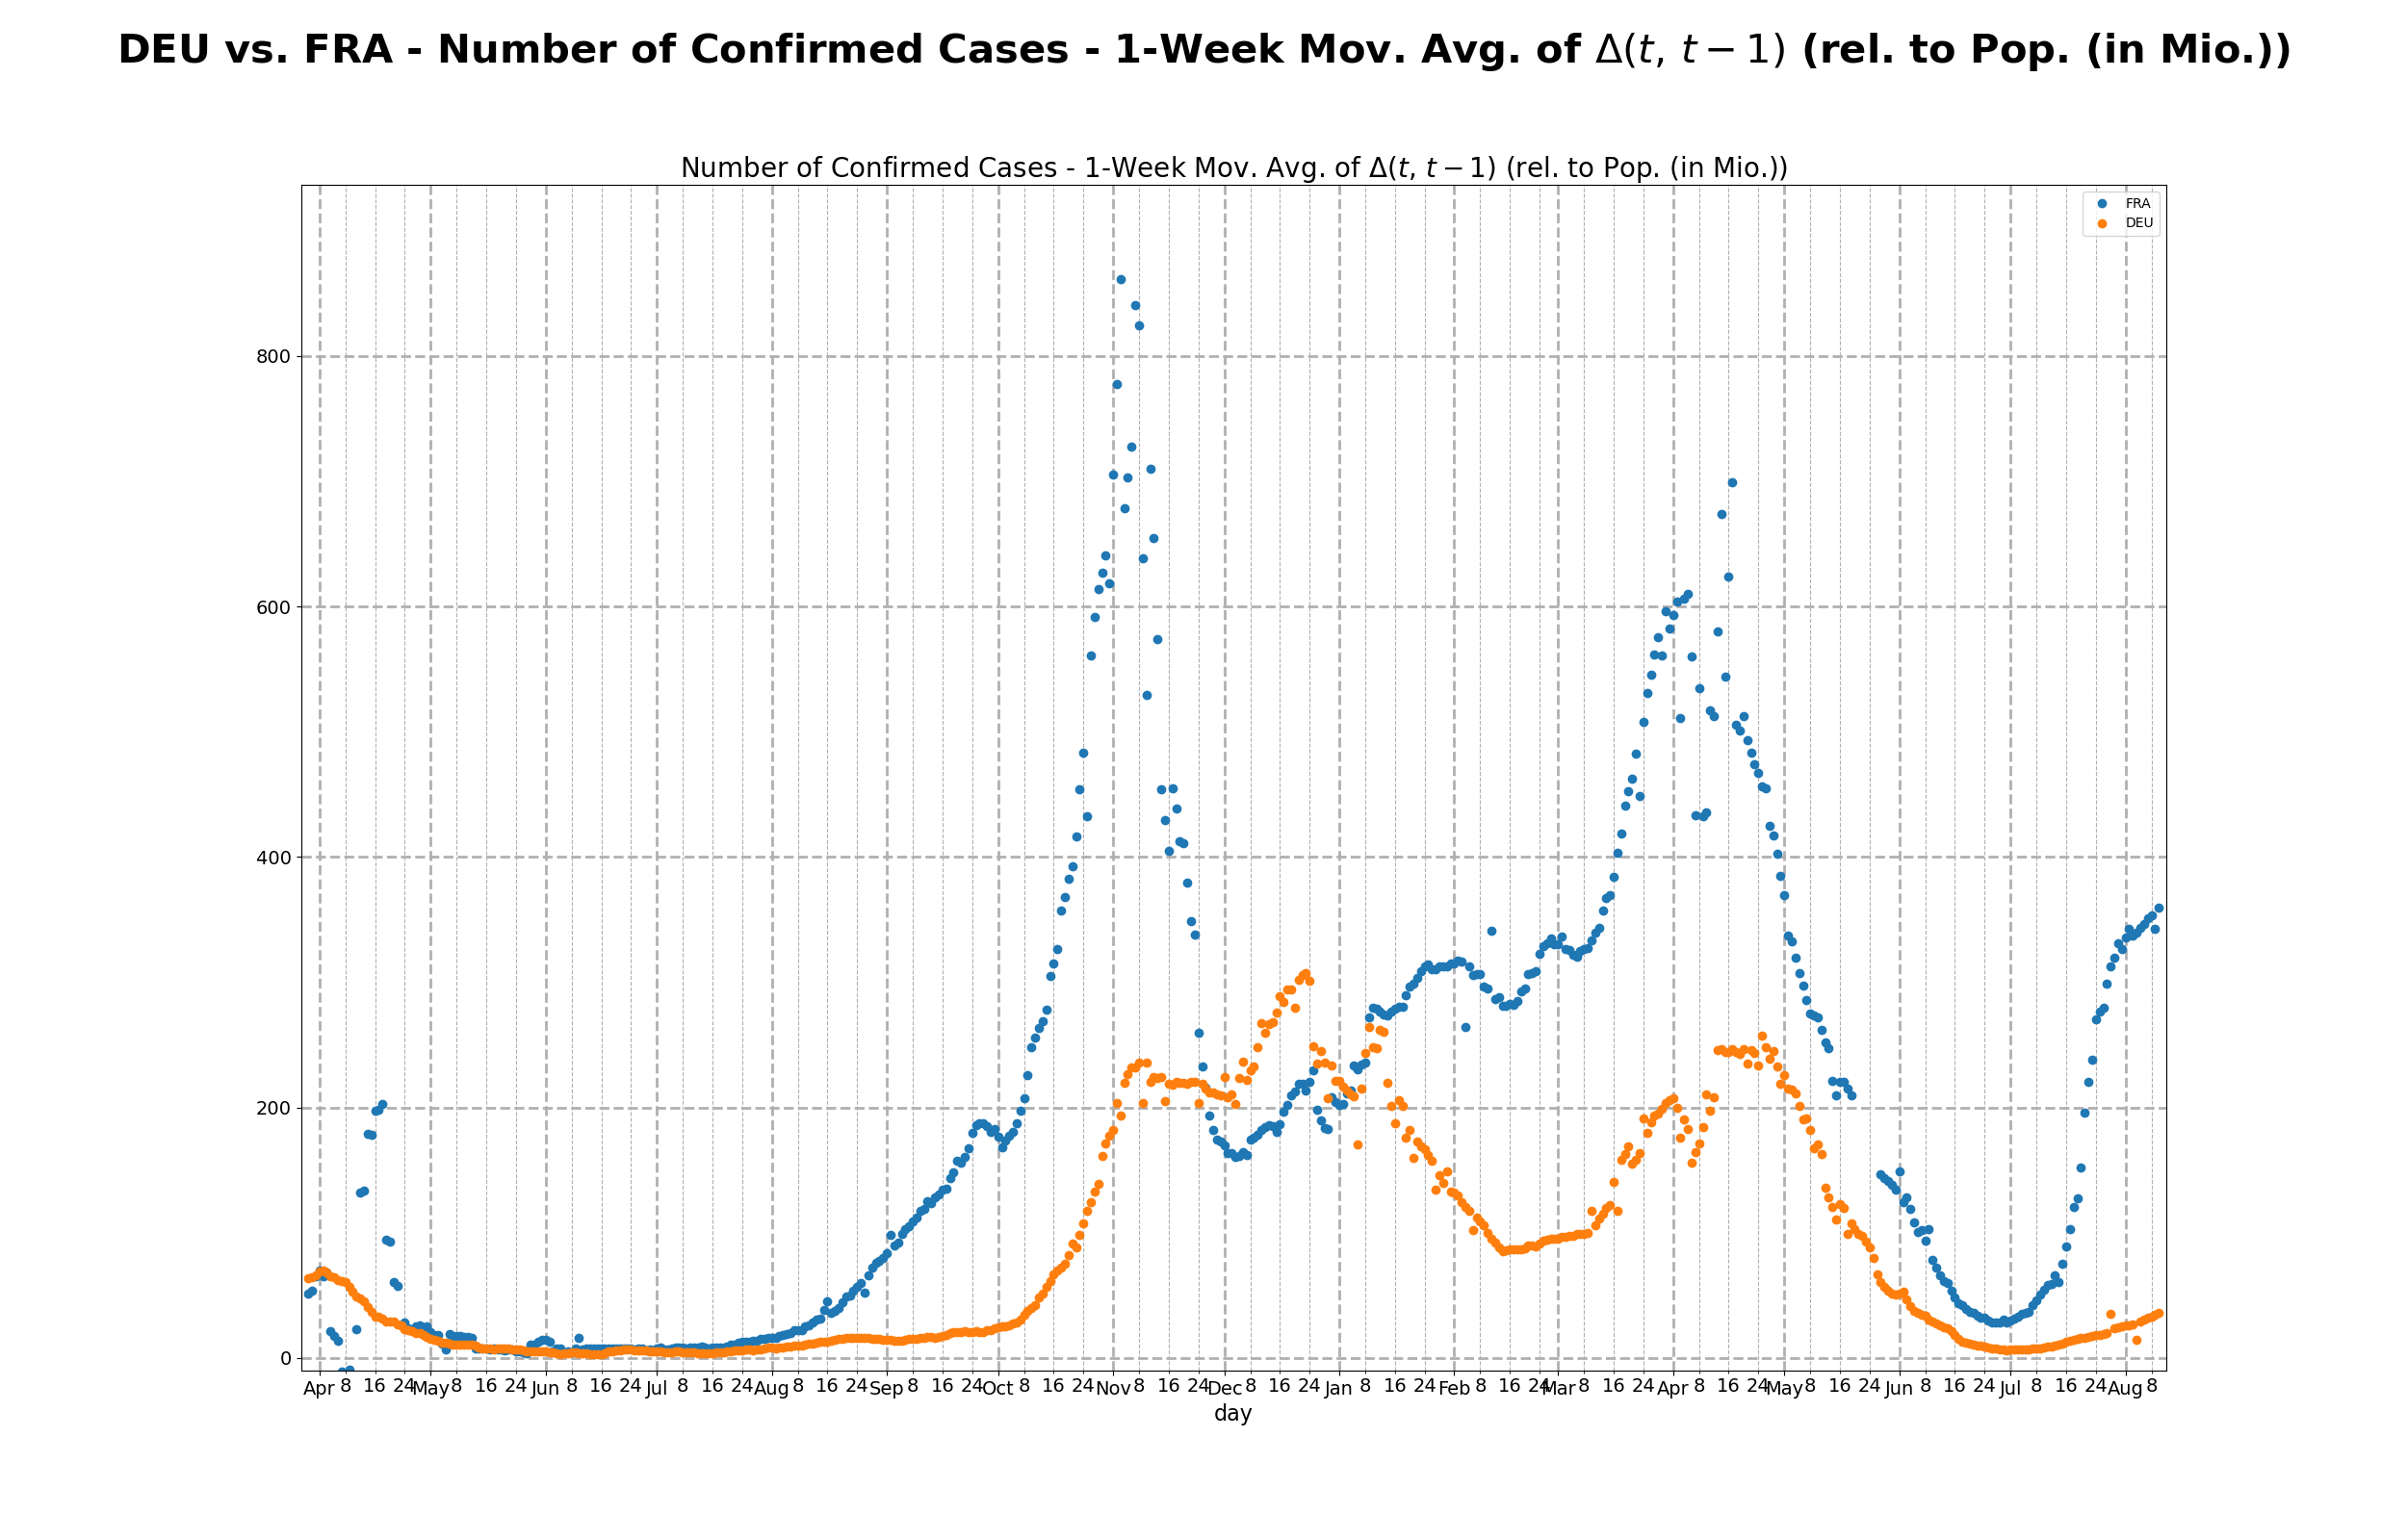 DEU vs. FRA - Number of Confirmed Cases - 1-Week Mov. Avg. of Δ(t, t − 1) (rel. to Pop. (in Mio.))
Number of Confirmed Cases - 1-Week Mov. Avg. of Δ(t, t − 1) (rel. to Pop. (in Mio.))
FRA
DEU
800
600
400
200
0
Apr 8 16 24 May 8 16 24 Jun 8 16 24 Jul 8 16 24 Aug 8 16 24 Sep 8 16 24 Oct 8 16 24 Nov 8 16 24 Dec 8 16 24 Jan 8 16 24 Feb 8 16 24 Mar 8 16 24 Apr 8 16 24 May 8 16 24 Jun 8 16 24 Jul 8 16 24 Aug 8
day